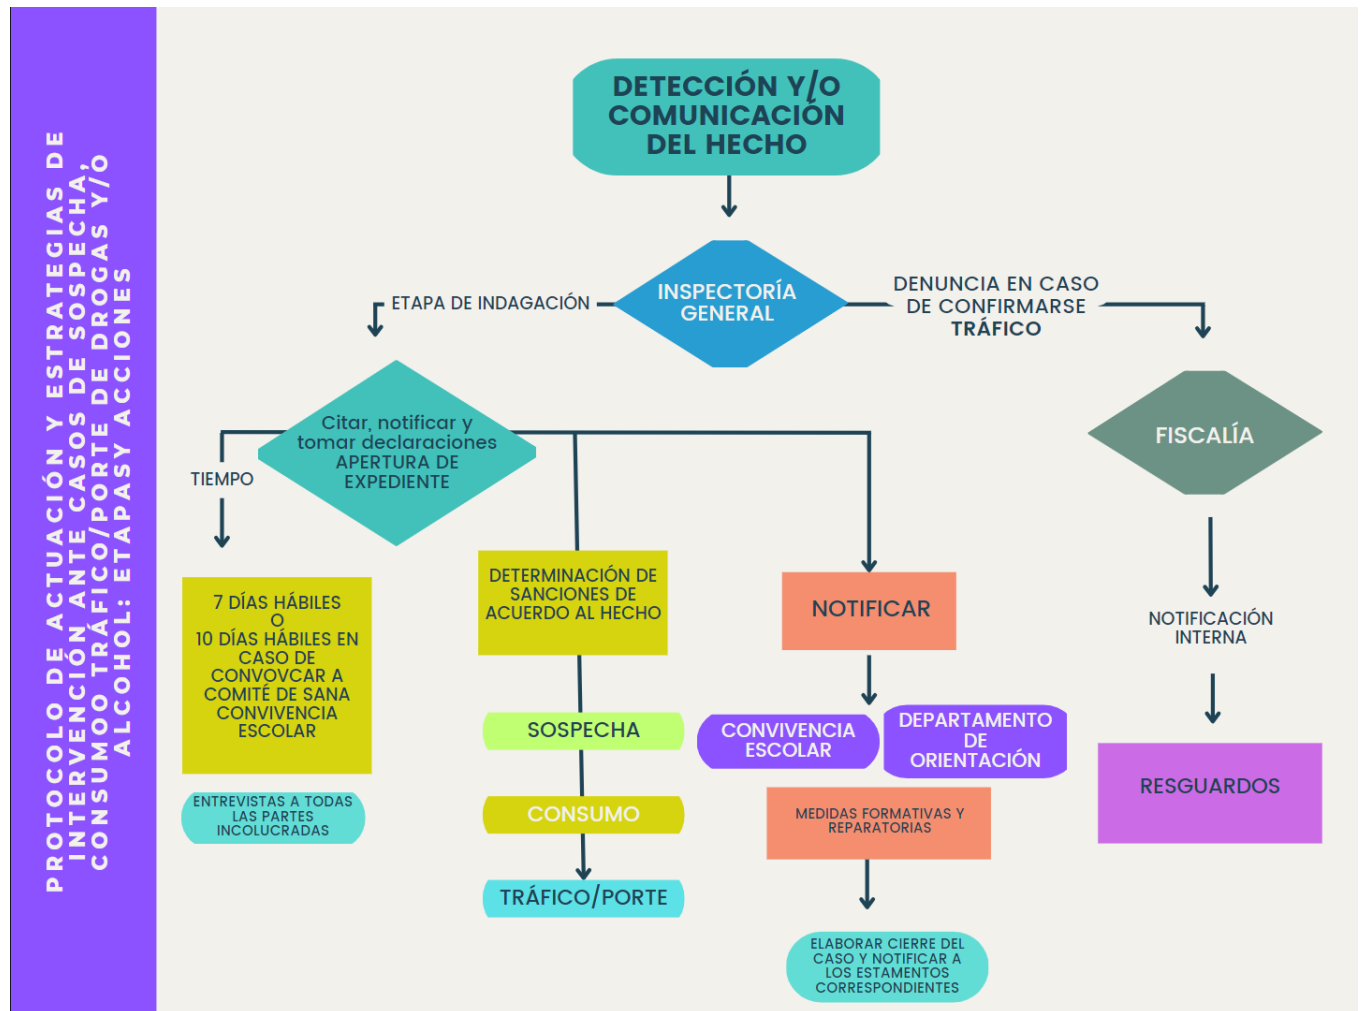 PROTOCOLO DE ACTUACIÓN Y ESTRATEGIAS DE
INTERVENCIÓN ANTE CASOS DE SOSPECHA,
CONSUMOO TRÁFICO/PORTE DE DROGAS Y/O
ALCOHOL: ETAPASY ACCIONES
DETECCIÓN Y/O
COMUNICACIÓN
DEL HECHO
INSPECTORÍA
GENERAL
ETAPA DE INDAGACIÓN
DENUNCIA EN CASO
DE CONFIRMARSE
TRÁFICO
Citar, notificar y
tomar declaraciones
APERTURA DE
EXPEDIENTE
FISCALÍA
TIEMPO
7 DÍAS HÁBILES
O
10 DÍAS HÁBILES EN
CASO DE
CONVOVCAR A
COMITÉ DE SANA
CONVIVENCIA
ESCOLAR
ENTREVISTAS A TODAS
LAS PARTES
INCOLUCRADAS
DETERMINACIÓN DE
SANCIONES DE
ACUERDO AL HECHO
SOSPECHA
CONSUMO
TRÁFICO/PORTE
NOTIFICAR
CONVIVENCIA
ESCOLAR
DEPARTAMENTO
DE
ORIENTACIÓN
MEDIDAS FORMATIVAS Y
REPARATORIAS
ELABORAR CIERRE DEL
CASO Y NOTIFICAR A
LOS ESTAMENTOS
CORRESPONDIENTES
NOTIFICACIÓN
INTERNA
RESGUARDOS